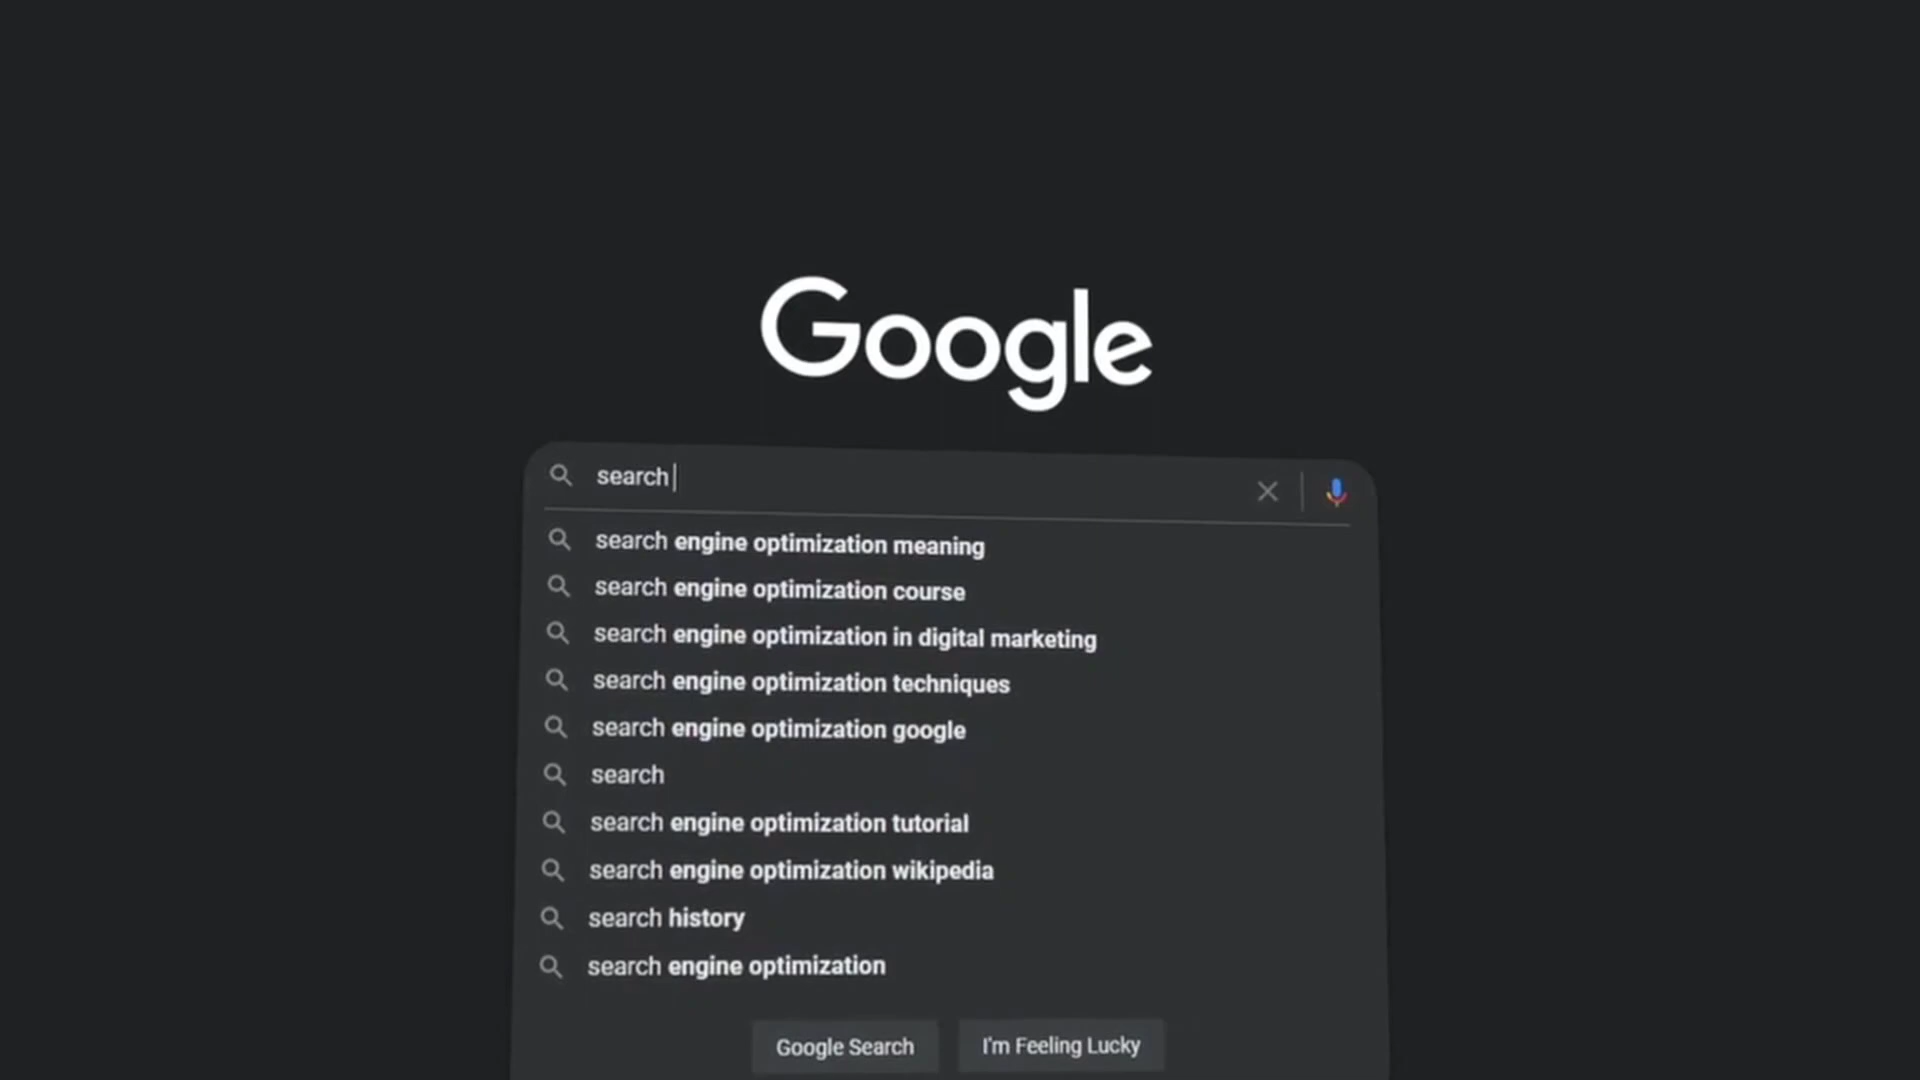 Google
search
search engine optimization meaning
search engine optimization course
search engine optimization in digital marketing
search engine optimization techniques
search engine optimization google
search
search engine optimization tutorial
search engine optimization wikipedia
search history
search engine optimization
Google Search
I'm Feeling Lucky